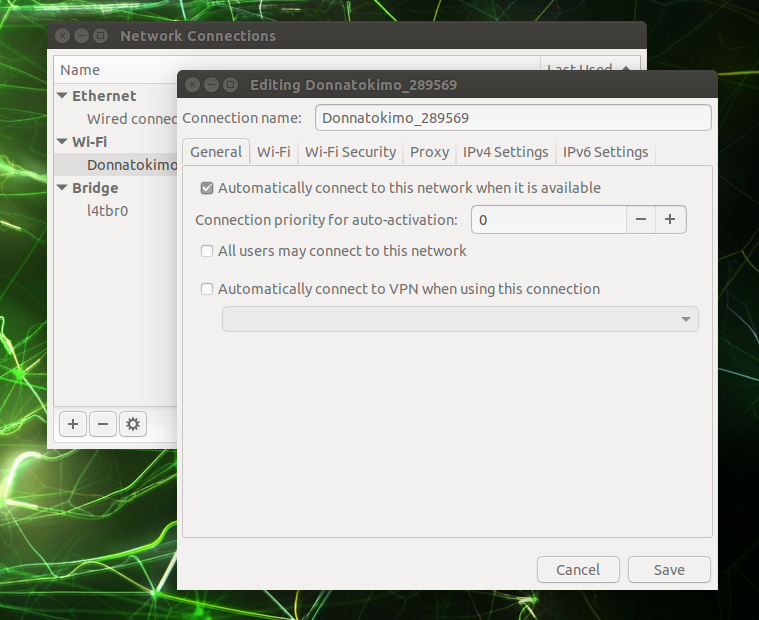 Network Connections
Name
Last Used
Editing Donnatokimo_289569
Ethernet
Wired connec
Wi-Fi
Donnatokimo
Bridge
l4tbr0
Connection name:
Donnatokimo_289569
General
Wi-Fi
Wi-Fi Security
Proxy
IPv4 Settings
IPv6 Settings
Automatically connect to this network when it is available
Connection priority for auto-activation:
0
All users may connect to this network
Automatically connect to VPN when using this connection
Cancel
Save